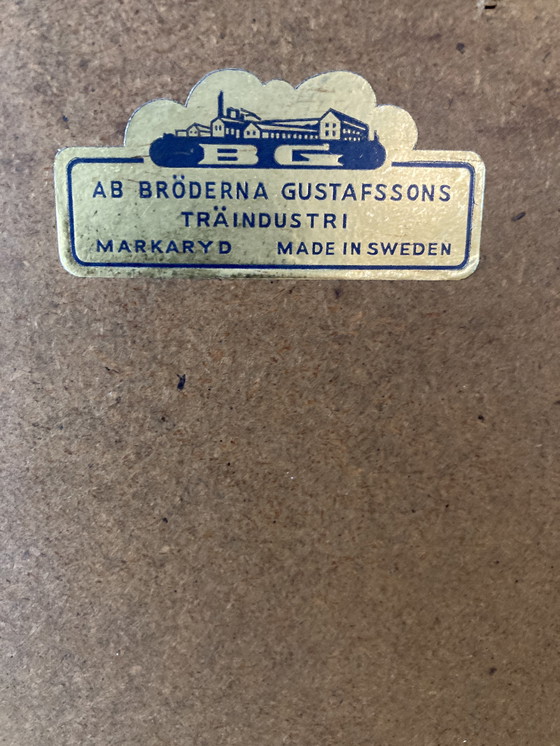 BG
AB BRÖDERNA GUSTAFSSONS
TRÄINDUSTRI
MARKARYD MADE IN SWEDEN